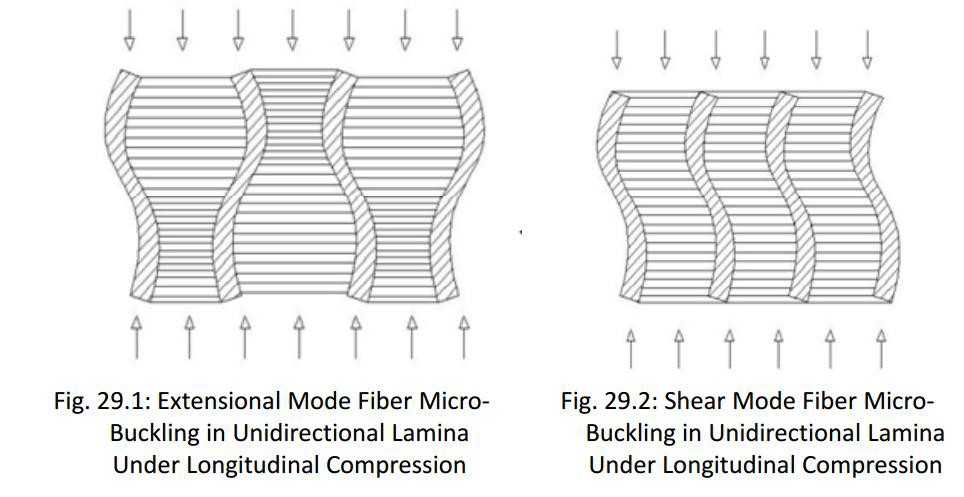 Fig. 29.1: Extensional Mode Fiber Micro-
Buckling in Unidirectional Lamina
Under Longitudinal Compression
Fig. 29.2: Shear Mode Fiber Micro-
Buckling in Unidirectional Lamina
Under Longitudinal Compression